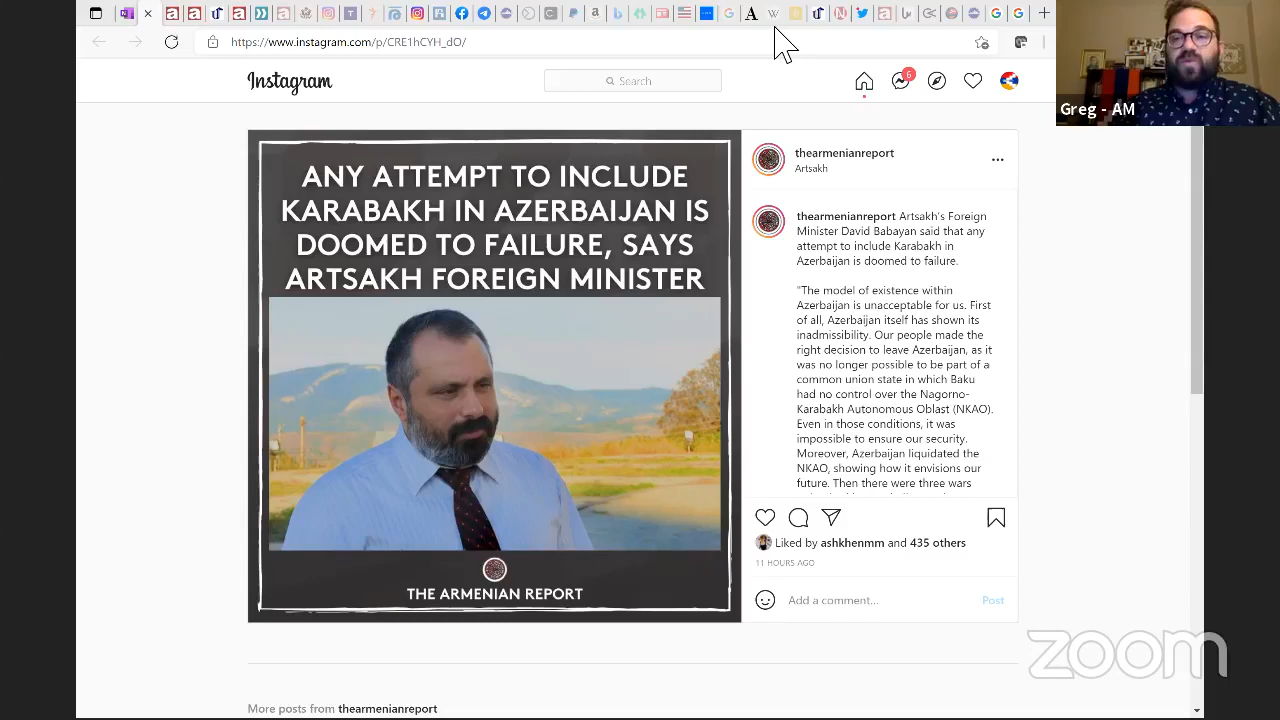 https://www.instagram.com/p/CRE1hCYH_dO/
Greg - AM
Instagram
Search
6
ANY ATTEMPT TO INCLUDE
KARABAKH IN AZERBAIJAN IS
DOOMED TO FAILURE, SAYS
ARTSAKH FOREIGN MINISTER
THE ARMENIAN REPORT
thearmenianreport
Artsakh
thearmenianreport Artsakh's Foreign
Minister David Babayan said that any
attempt to include Karabakh in
Azerbaijan is doomed to failure.
"The model of existence within
Azerbaijan is unacceptable for us. First
of all, Azerbaijan itself has shown its
inadmissibility. Our people made the
right decision to leave Azerbaijan, as it
was no longer possible to be part of a
common union state in which Baku
had no control over the Nagorno-
Karabakh Autonomous Oblast (NKAO).
Even in those conditions, it was
impossible to ensure our security.
Moreover, Azerbaijan liquidated the
NKAO, showing how it envisions our
future. Then there were three wars
Liked by ashkhenmm and 435 others
11 HOURS AGO
Add a comment...
Post
zoom
More posts from thearmenianreport